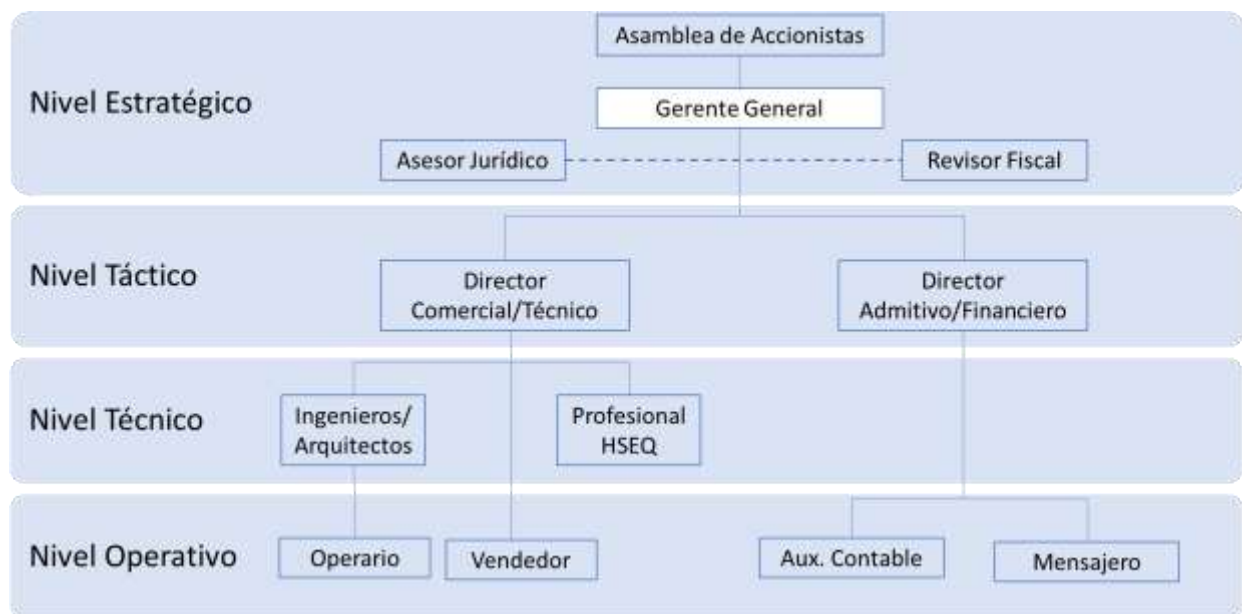 Asamblea de Accionistas
Nivel Estratégico
Gerente General
Asesor Jurídico
Revisor Fiscal
Nivel Táctico
Director
Comercial/Técnico
Director
Admitivo/Financiero
Nivel Técnico
Ingenieros/
Arquitectos
Profesional
HSEQ
Nivel Operativo
Operario
Vendedor
Aux. Contable
Mensajero